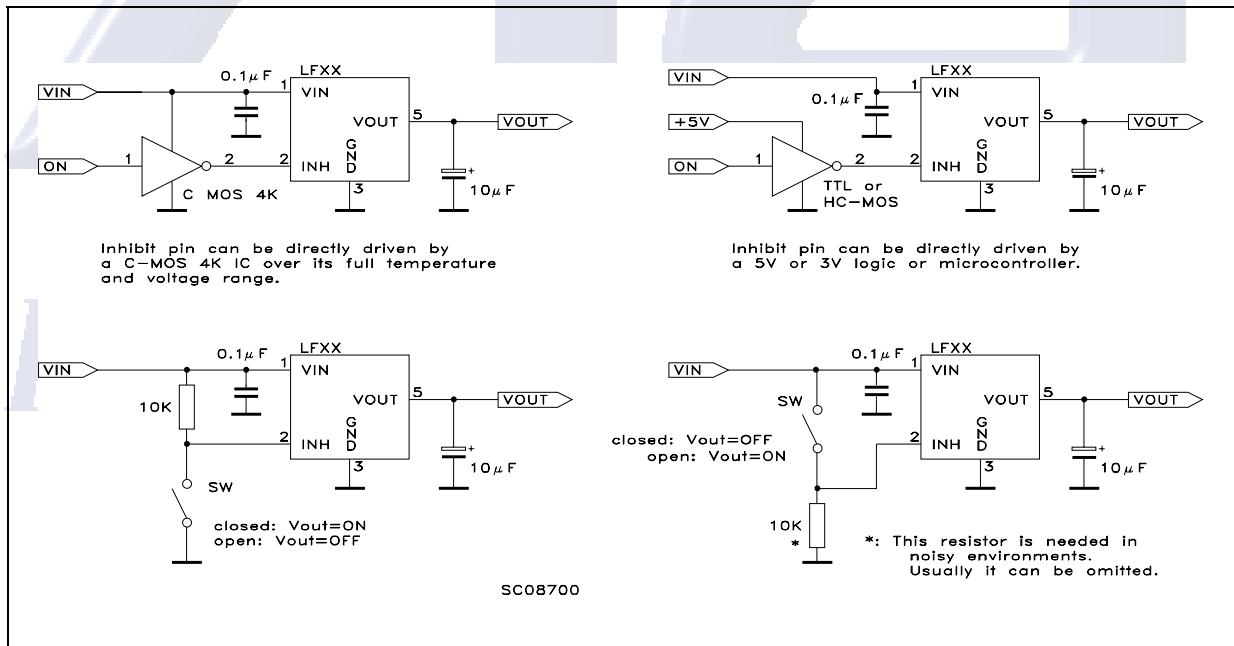 LFXX
0.1µF
VIN
1
VIN
VOUT
5
VOUT
ON
1
2
2
INH
GND
3
C MOS 4K
+
10µF
Inhibit pin can be directly driven by
a C-MOS 4K IC over its full temperature
and voltage range.
LFXX
VIN
1
VIN
0.1µF
+5V
VOUT
5
VOUT
ON
1
2
2
INH
GND
3
TTL or
HC-MOS
+
10µF
Inhibit pin can be directly driven by
a 5V or 3V logic or microcontroller.
LFXX
0.1µF
VIN
1
VIN
10K
VOUT
5
VOUT
2
INH
GND
3
+
10µF
SW
closed: Vout=ON
open: Vout=OFF
LFXX
0.1µF
VIN
1
VIN
SW
VOUT
5
VOUT
closed: Vout=OFF
open: Vout=ON
2
INH
GND
3
+
10µF
10K
*
*: This resistor is needed in
noisy environments.
Usually it can be omitted.
SC08700